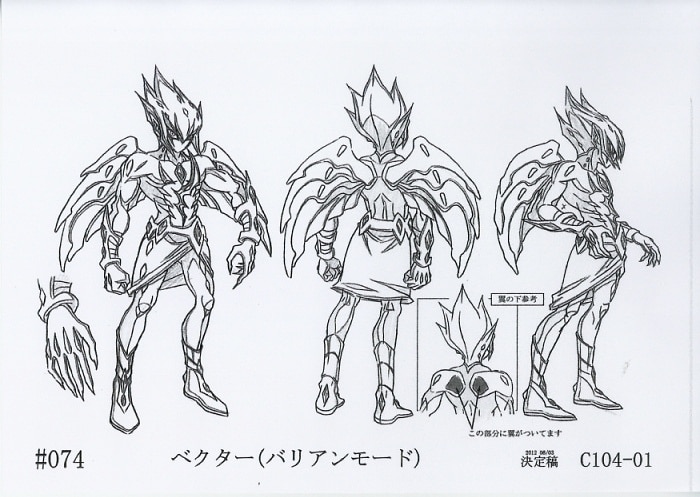 翼の下参考
この部分に翼がついてます
#074
ベクター(バリアンモード)
2012 08/03
決定稿
C104-01